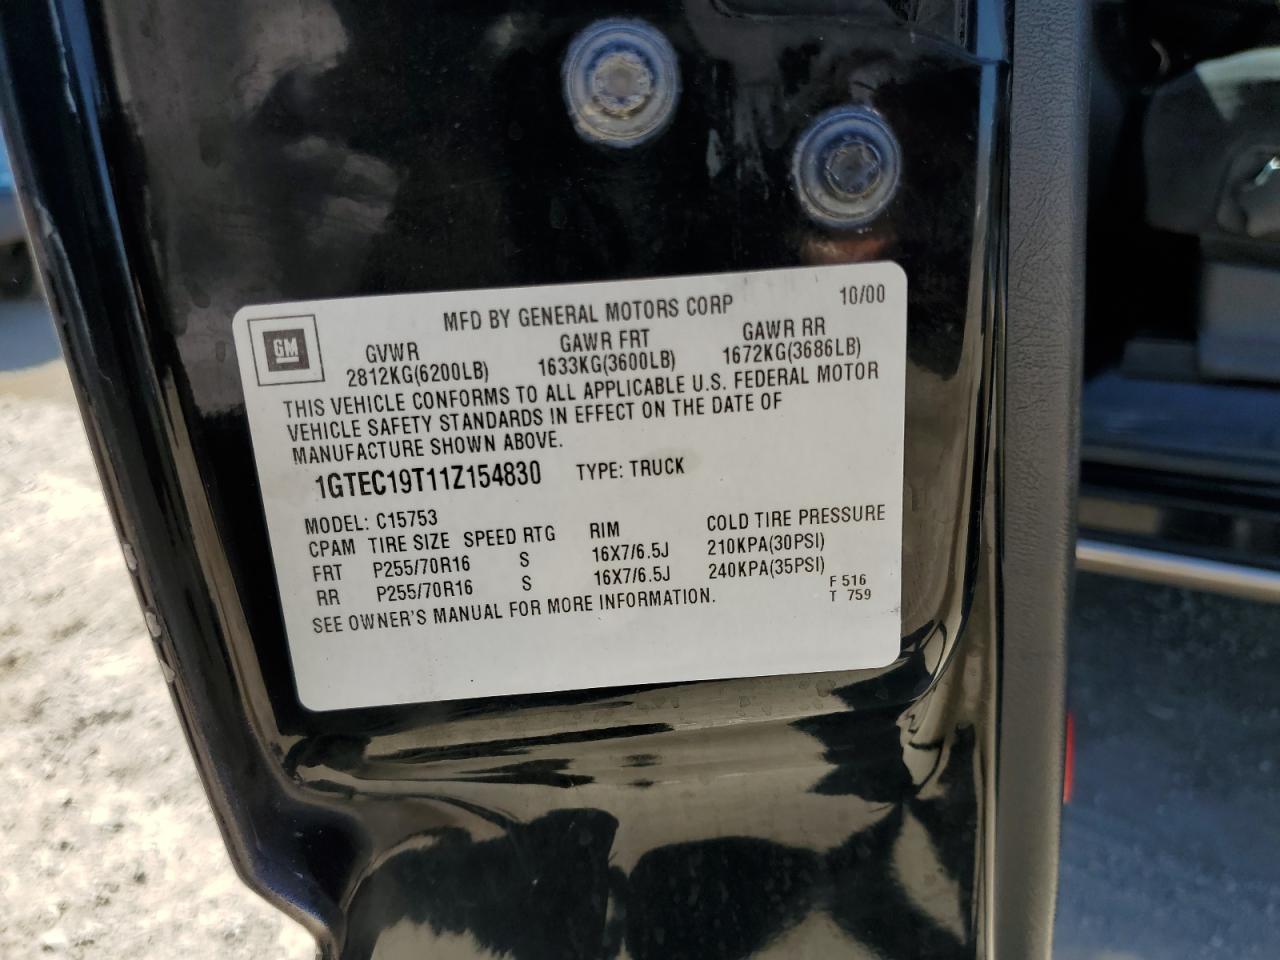 MFD BY GENERAL MOTORS CORP 10/00
GM
GVWR GAWR FRT GAWR RR
2812KG(6200LB) 1633KG(3600LB) 1672KG(3686LB)
THIS VEHICLE CONFORMS TO ALL APPLICABLE U.S. FEDERAL MOTOR
VEHICLE SAFETY STANDARDS IN EFFECT ON THE DATE OF
MANUFACTURE SHOWN ABOVE.
1GTEC19T11Z154830 TYPE: TRUCK
MODEL: C15753
CPAM TIRE SIZE SPEED RTG RIM COLD TIRE PRESSURE
FRT P255/70R16 S 16X7/6.5J 210KPA(30PSI)
RR P255/70R16 S 16X7/6.5J 240KPA(35PSI)
SEE OWNER'S MANUAL FOR MORE INFORMATION.
F 516
T 759